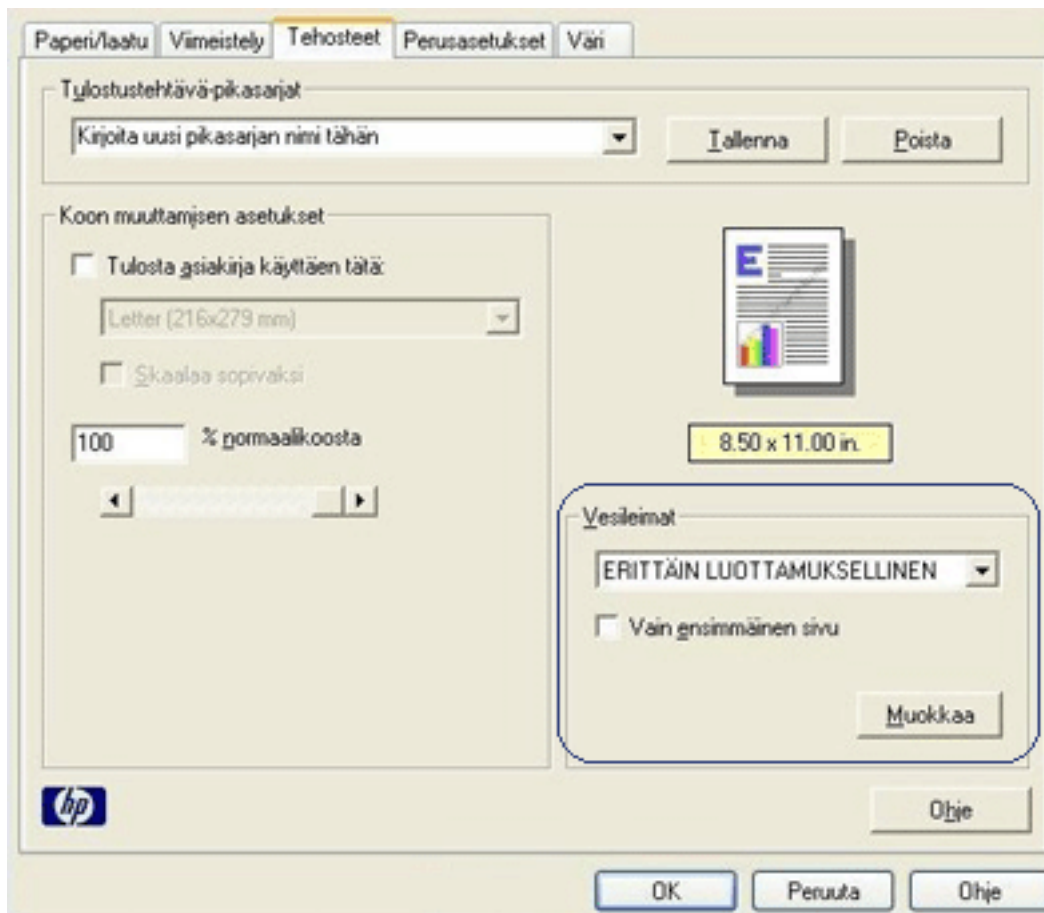 Paperi/laatu Viimeistely Tehosteet Perusasetukset Väri
Tulostustehtävä-pikasarjat
Kirjoita uusi pikasarjan nimi tähän
Tallenna Poista
Koon muuttamisen asetukset
Tulosta asiakirja käyttäen tätä:
Letter (216x279 mm)
Skaalaa sopivaksi
100 % normaalikoosta
E
8.50 x 11.00 in.
Vesileimat
ERITTÄIN LUOTTAMUKSELLINEN
Vain ensimmäinen sivu
Muokkaa
hp
Ohje
OK Peruuta Ohje